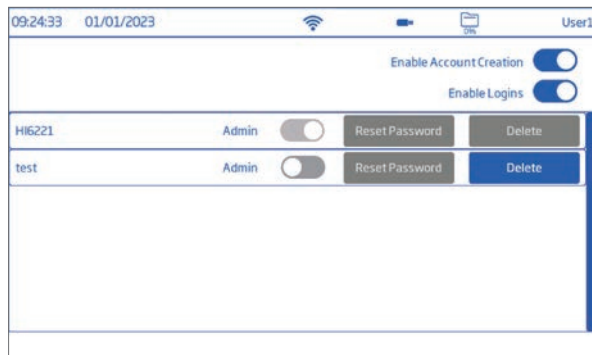 09:24:33 01/01/2023 0% User1
Enable Account Creation
Enable Logins
HI6221 Admin Reset Password Delete
test Admin Reset Password Delete